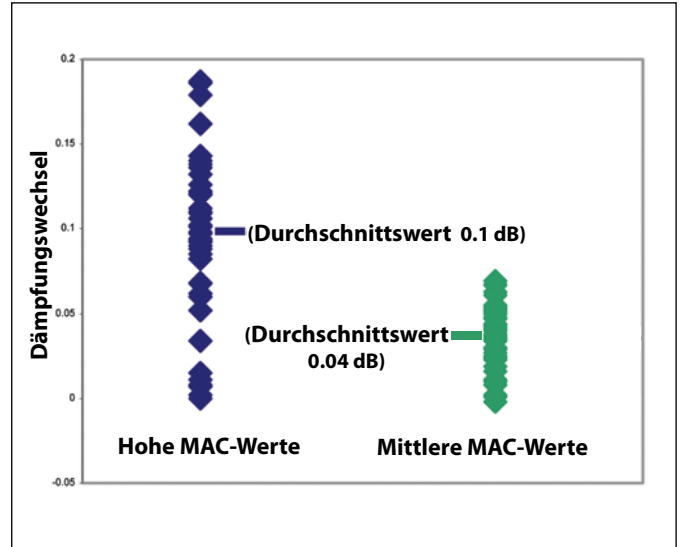 0.2
0.15
0.1
0.05
0
-0.05
Dämpfungswechsel
(Durchschnittswert 0.1 dB)
(Durchschnittswert
0.04 dB)
Hohe MAC-Werte
Mittlere MAC-Werte